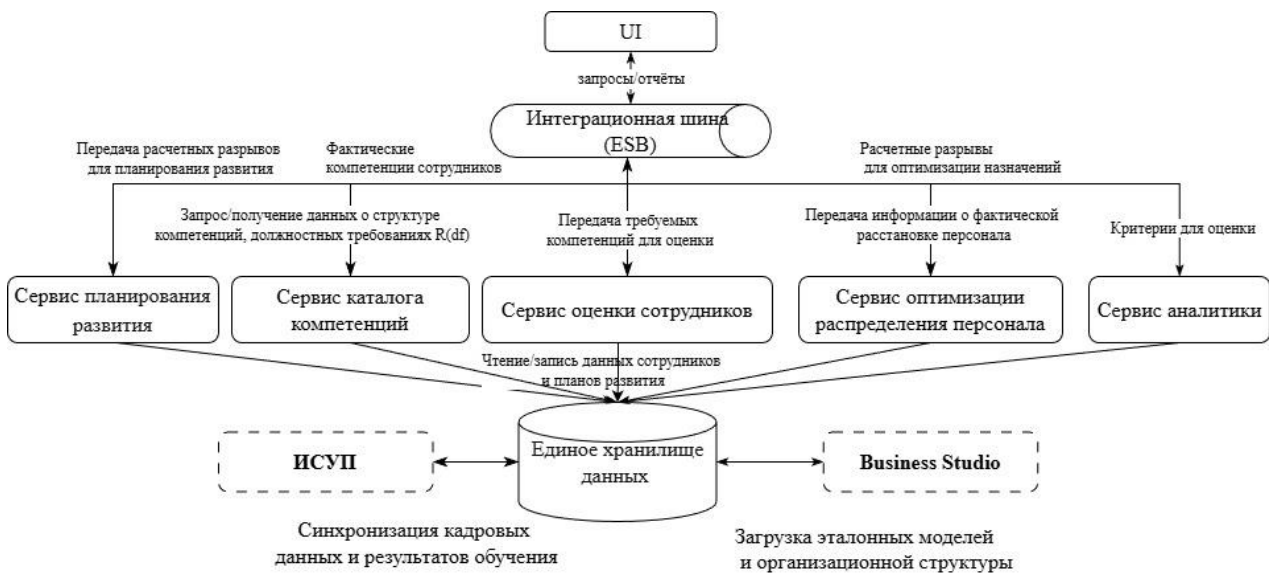 UI
запросы/отчёты
Интеграционная шина
(ESB)
Передача расчетных разрывов
для планирования развития
Фактические
компетенции сотрудников
Расчетные разрывы
для оптимизации назначений
Запрос/получение данных о структуре
компетенций, должностных требованиях R(df)
Передача требуемых
компетенций для оценки
Передача информации о фактической
расстановке персонала
Критерии для оценки
Сервис планирования
развития
Сервис каталога
компетенций
Сервис оценки сотрудников
Сервис оптимизации
распределения персонала
Сервис аналитики
Чтение/запись данных сотрудников
и планов развития
ИСУП
Единое хранилище
данных
Business Studio
Синхронизация кадровых
данных и результатов обучения
Загрузка эталонных моделей
и организационной структуры